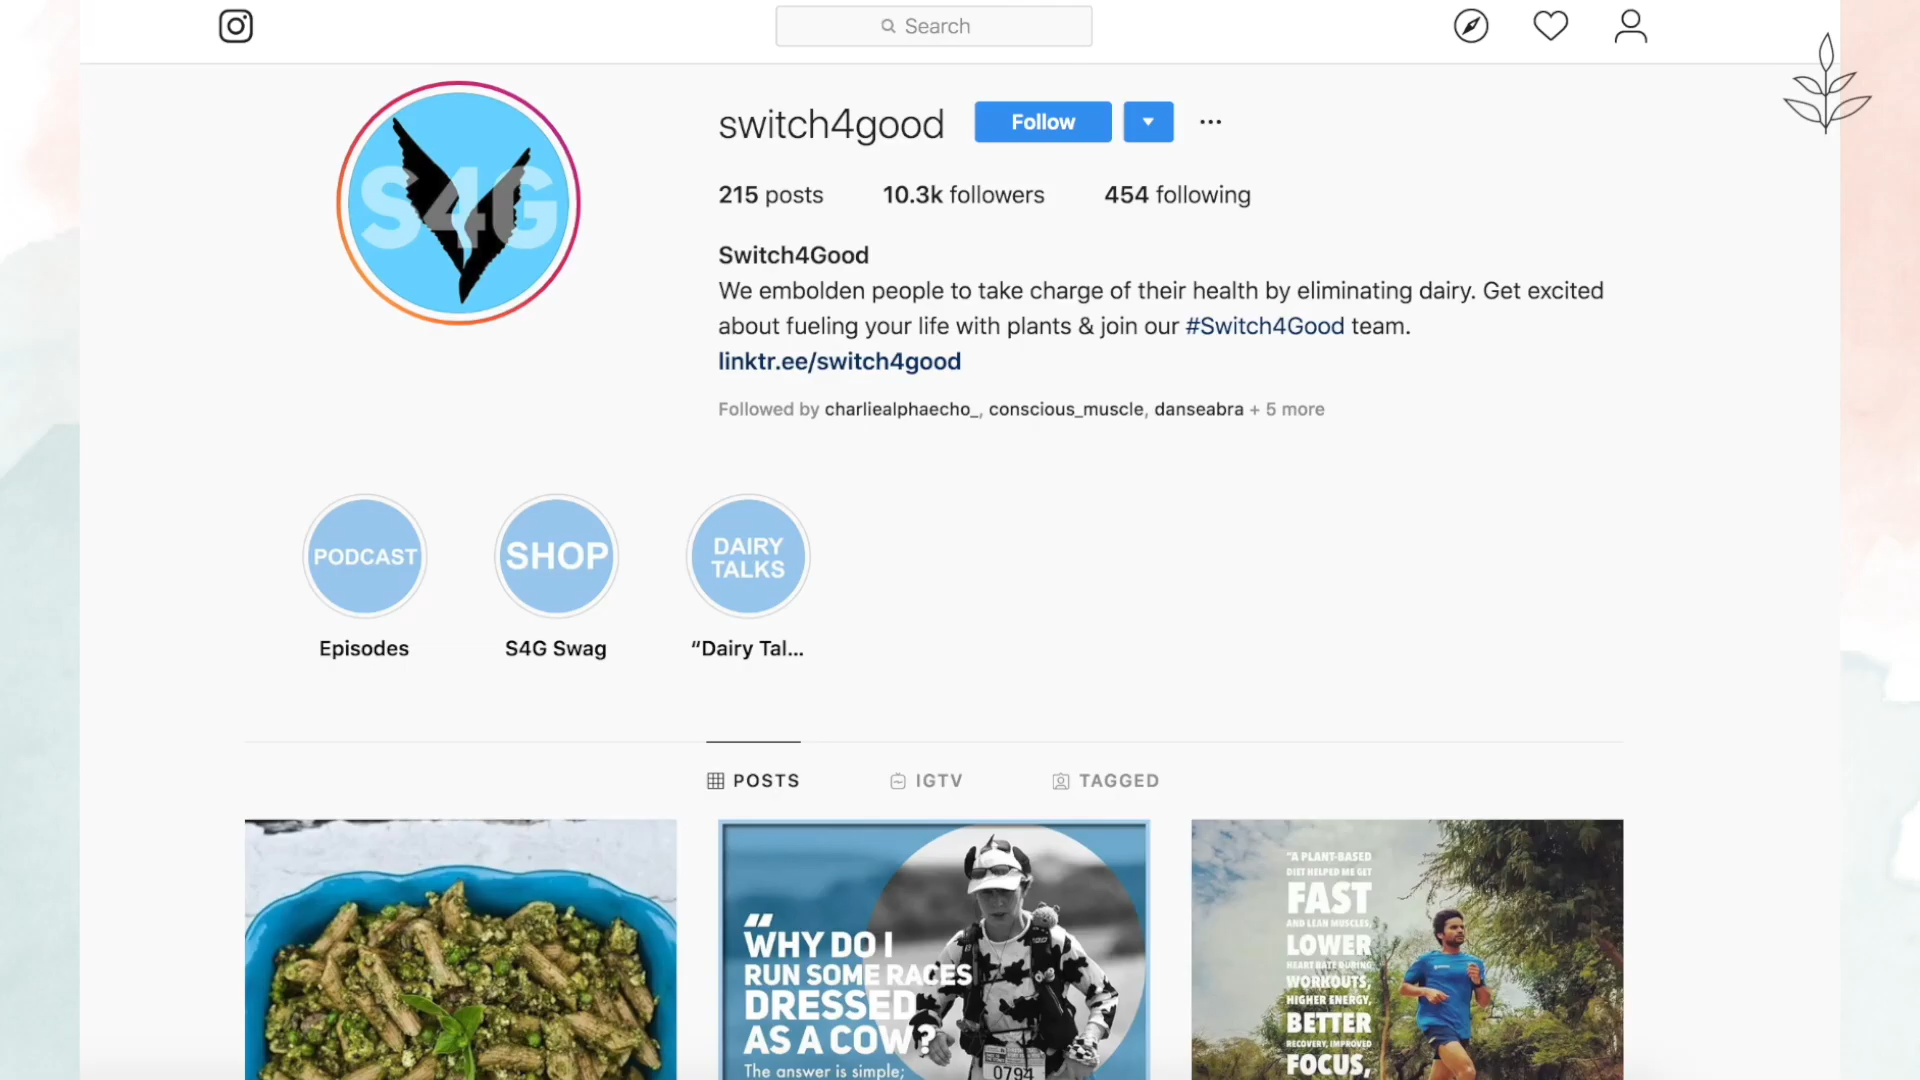 Search
switch4good
Follow
215 posts
10.3k followers
454 following
S4G
Switch4Good
We embolden people to take charge of their health by eliminating dairy. Get excited
about fueling your life with plants & join our #Switch4Good team.
linktr.ee/switch4good
Followed by charliealphaecho_, conscious_muscle, danseabra + 5 more
PODCAST
SHOP
DAIRY
TALKS
Episodes
S4G Swag
“Dairy Tal...
POSTS
IGTV
TAGGED
“WHY DO I
RUN SOME RACES
DRESSED
AS A COW?
The answer is simple;
0794
"A PLANT-BASED
DIET HELPED ME GET
FAST
AND LEAN MUSCLES,
LOWER
HEART RATE DURING
WORKOUTS,
HIGHER ENERGY,
BETTER
RECOVERY, IMPROVED
FOCUS,